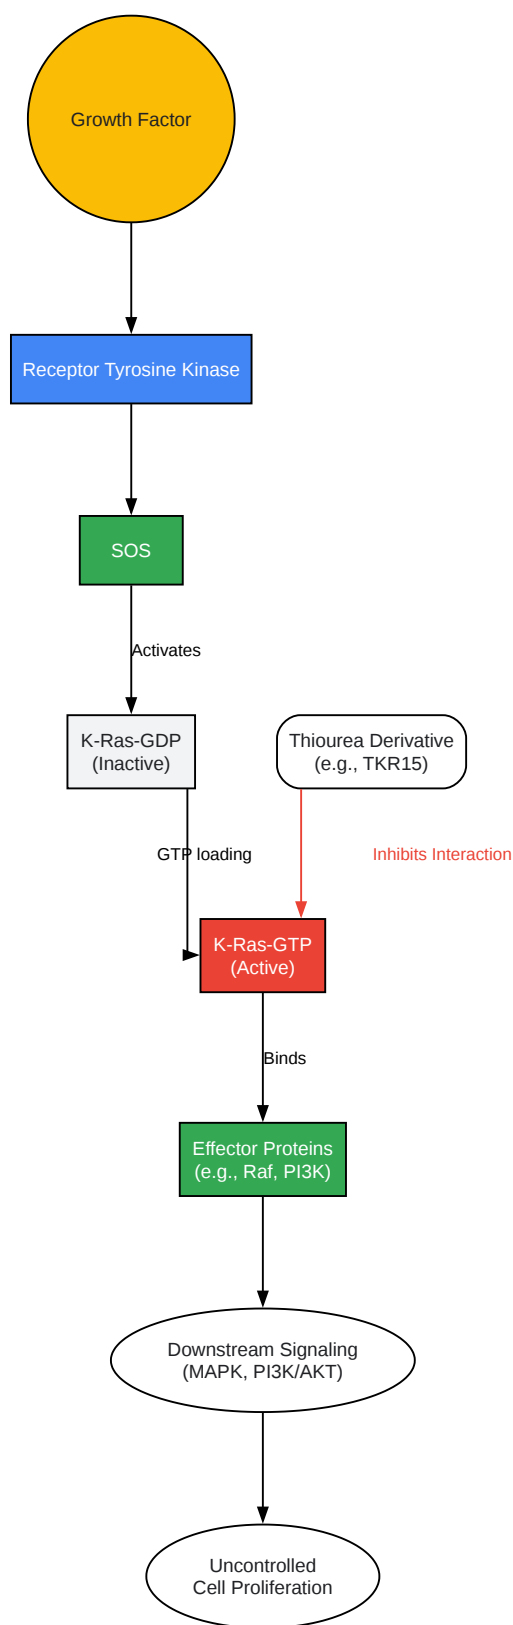 Growth Factor
Receptor Tyrosine Kinase
SOS
Activates
K-Ras-GDP
(Inactive)
Thiourea Derivative
(e.g., TKR15)
GTP loading
Inhibits Interaction
K-Ras-GTP
(Active)
Binds
Effector Proteins
(e.g., Raf, PI3K)
Downstream Signaling
(MAPK, PI3K/AKT)
Uncontrolled
Cell Proliferation